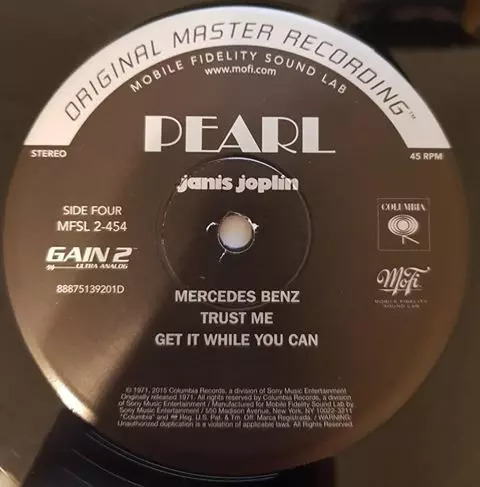 ORIGINAL MASTER RECORDING™
MOBILE FIDELITY SOUND LAB
www.mofi.com
PEARL
STEREO
45 RPM
janis joplin
SIDE FOUR
MFSL 2-454
GAIN 2™
ULTRA ANALOG
88875139201D
COLUMBIA
MoFi
MOBILE FIDELITY
SOUND LAB
MERCEDES BENZ
TRUST ME
GET IT WHILE YOU CAN
© 1971, 2015 Columbia Records, a division of Sony Music Entertainment
Originally released 1971. All Rights Reserved. / Columbia Records, a division
of Sony Music Entertainment / Manufactured for Mobile Fidelity Sound Lab by
Sony Music Entertainment / 550 Madison Avenue, New York, NY 10022-3211
"Columbia" and Reg. U.S. Pat. & Tm. Off. Marca Registrada. / WARNING:
Unauthorized duplication is a violation of applicable laws. All Rights Reserved.